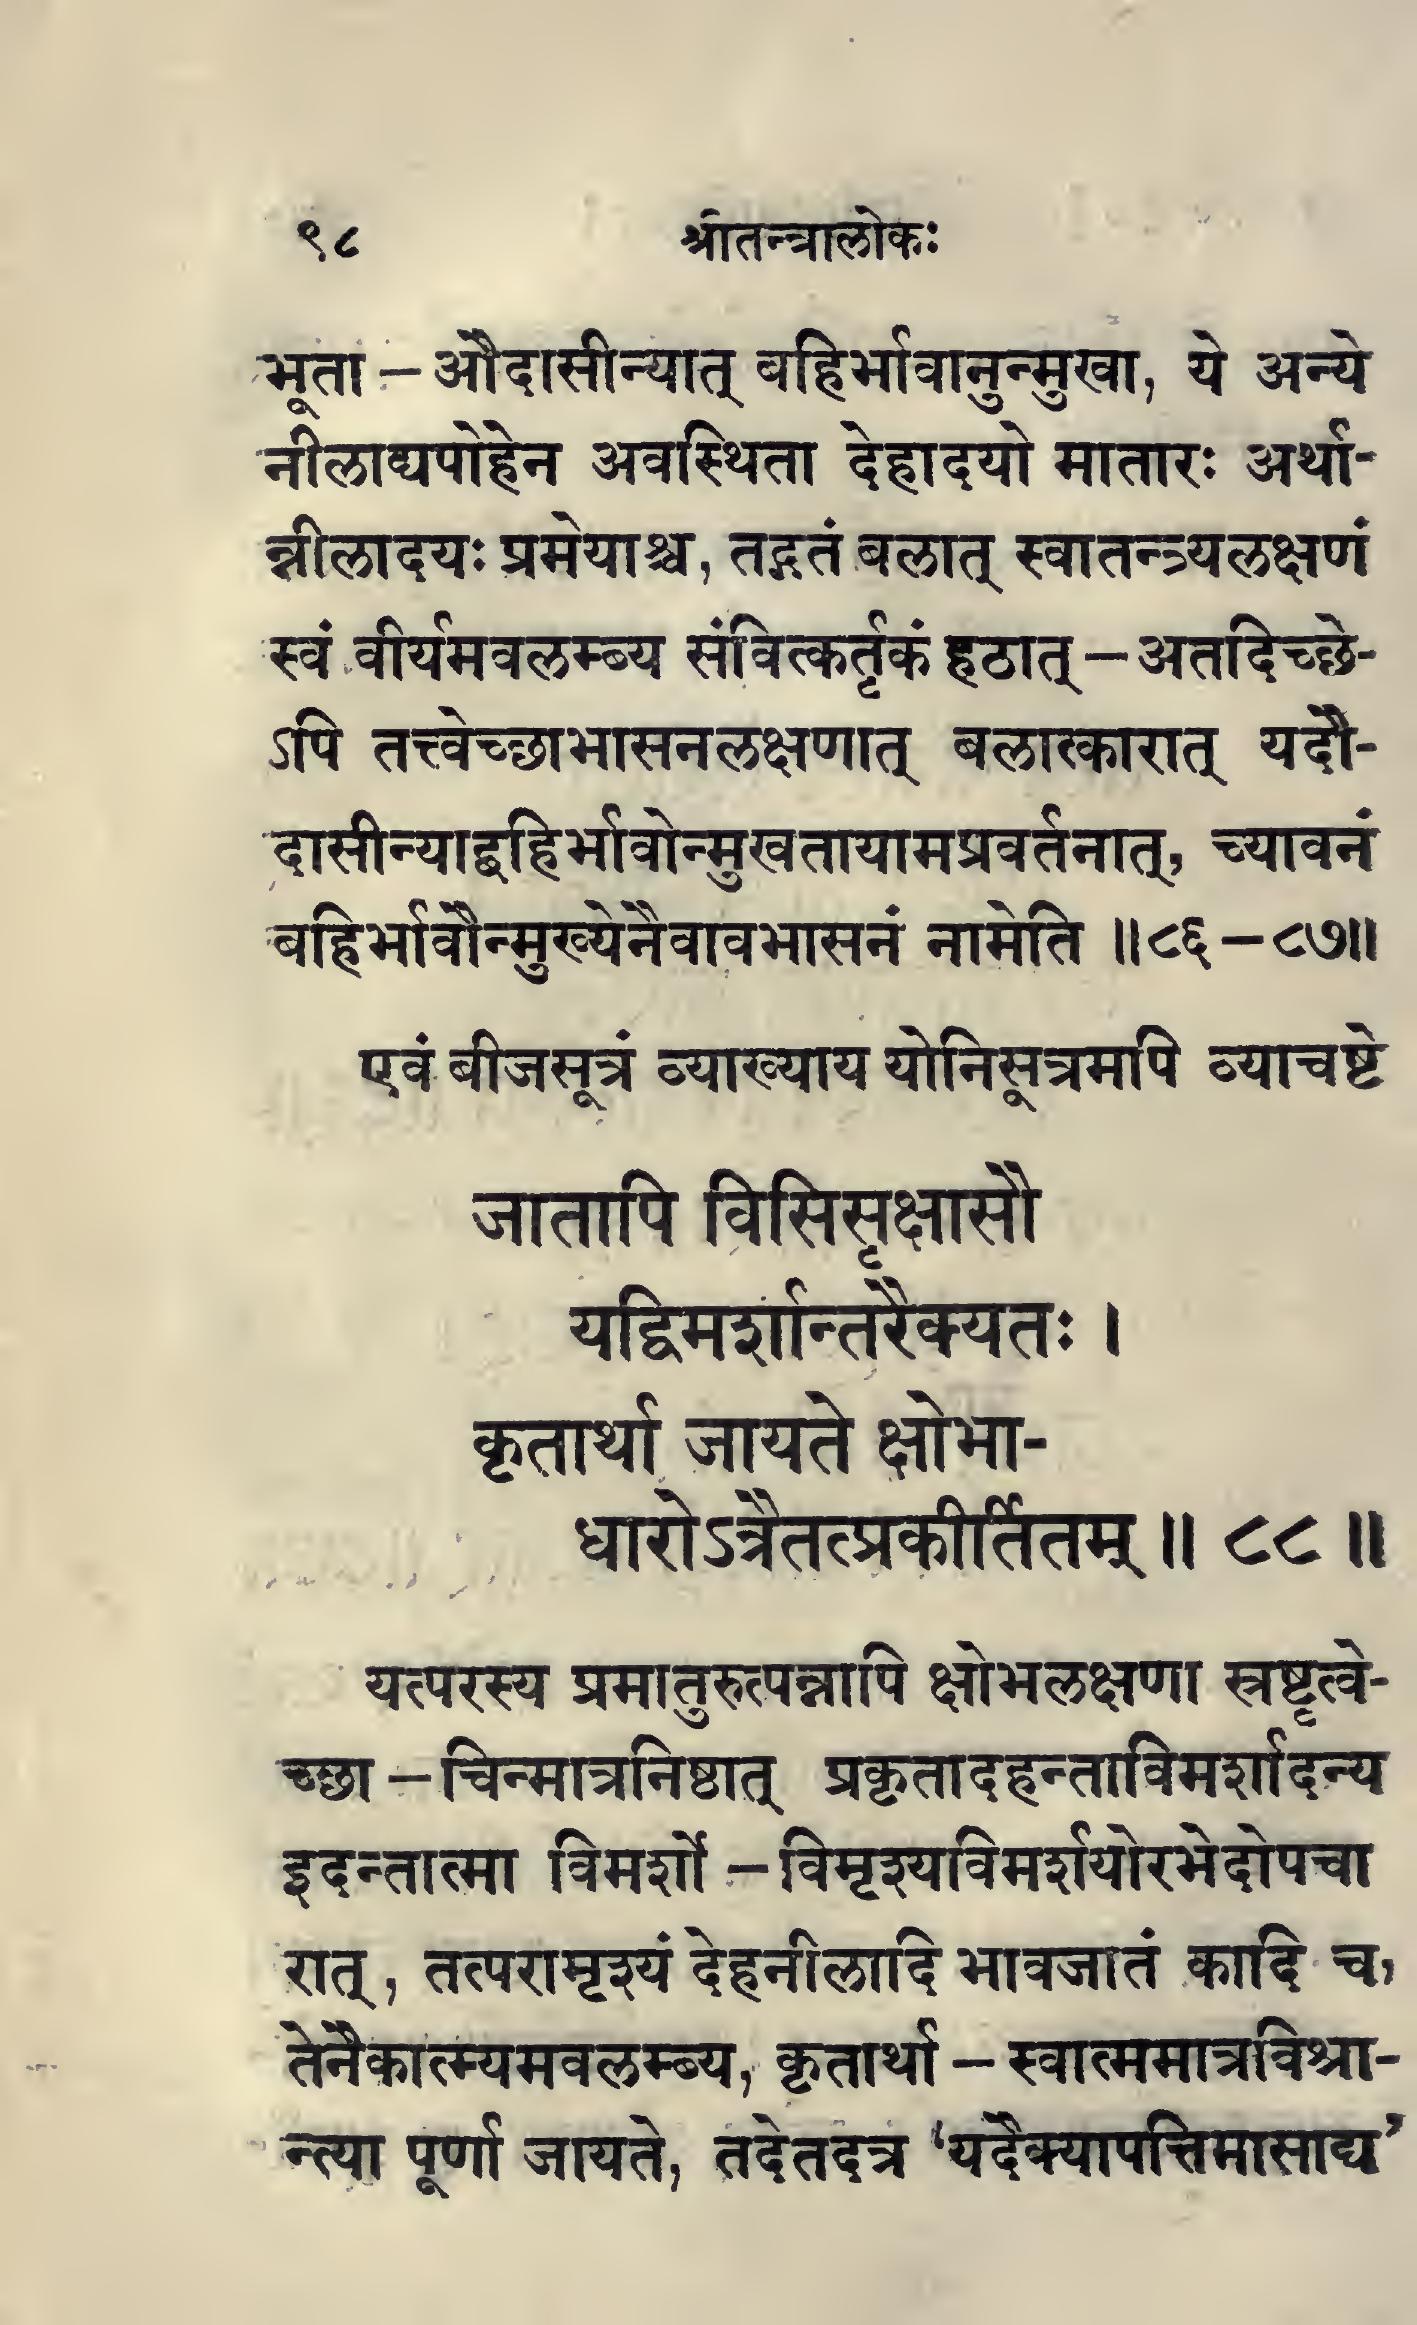 ९८ श्रीतन्त्रालोकः
भूता – औदासीन्यात् बहिर्भावानुन्मुखा, ये अन्ये
नीलाद्यपोहेन अवस्थिता देहादयो मातारः अर्था-
न्नीलादयः प्रमेयाश्च, तद्गतं बलात् स्वातन्त्र्यलक्षणं
स्वं वीर्यमवलम्ब्य संवित्कर्तृकं हठात् – अतदिच्छे-
ऽपि तत्त्वेच्छाभासनलक्षणात् बलात्कारात् यदौ-
दासीन्याद्बहिर्भावोन्मुखतायामप्रवर्तनात्, च्यावनं
बहिर्भावौन्मुख्येनैवावभासनं नामेति ॥८६ – ८७॥
एवं बीजसूत्रं व्याख्याय योनिसूत्रमपि व्याचष्टे
जातापि विसिसृक्षासौ
यद्विमर्शान्तरैक्यतः ।
कृतार्था जायते क्षोभा-
धारोऽत्रैतत्प्रकीर्तितम् ॥ ८८ ॥
यत्परस्य प्रमातुरुत्पन्नापि क्षोभलक्षणा स्रष्टृत्वे-
च्छा – चिन्मात्रनिष्ठात् प्रकृतादहन्ताविमर्शादन्य
इदन्तात्मा विमर्शो – विमृश्यविमर्शयोरभेदोपचा
रात्, तत्परामृश्यं देहनीलादि भावजातं कादि च,
तेनैकात्म्यमवलम्ब्य, कृतार्था – स्वात्ममात्रविश्रा-
न्त्या पूर्णा जायते, तदेतदत्र ‘यदैक्यापत्तिमासाद्य’